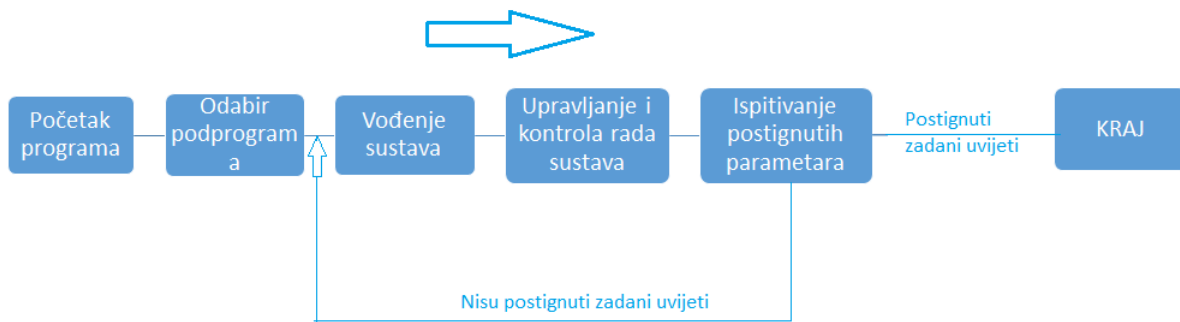 Početak
programa
Odabir
podprogram
a
Vođenje
sustava
Upravljanje i
kontrola rada
sustava
Ispitivanje
postignutih
parametara
Postignuti
zadani uvijeti
KRAJ
Nisu postignuti zadani uvijeti